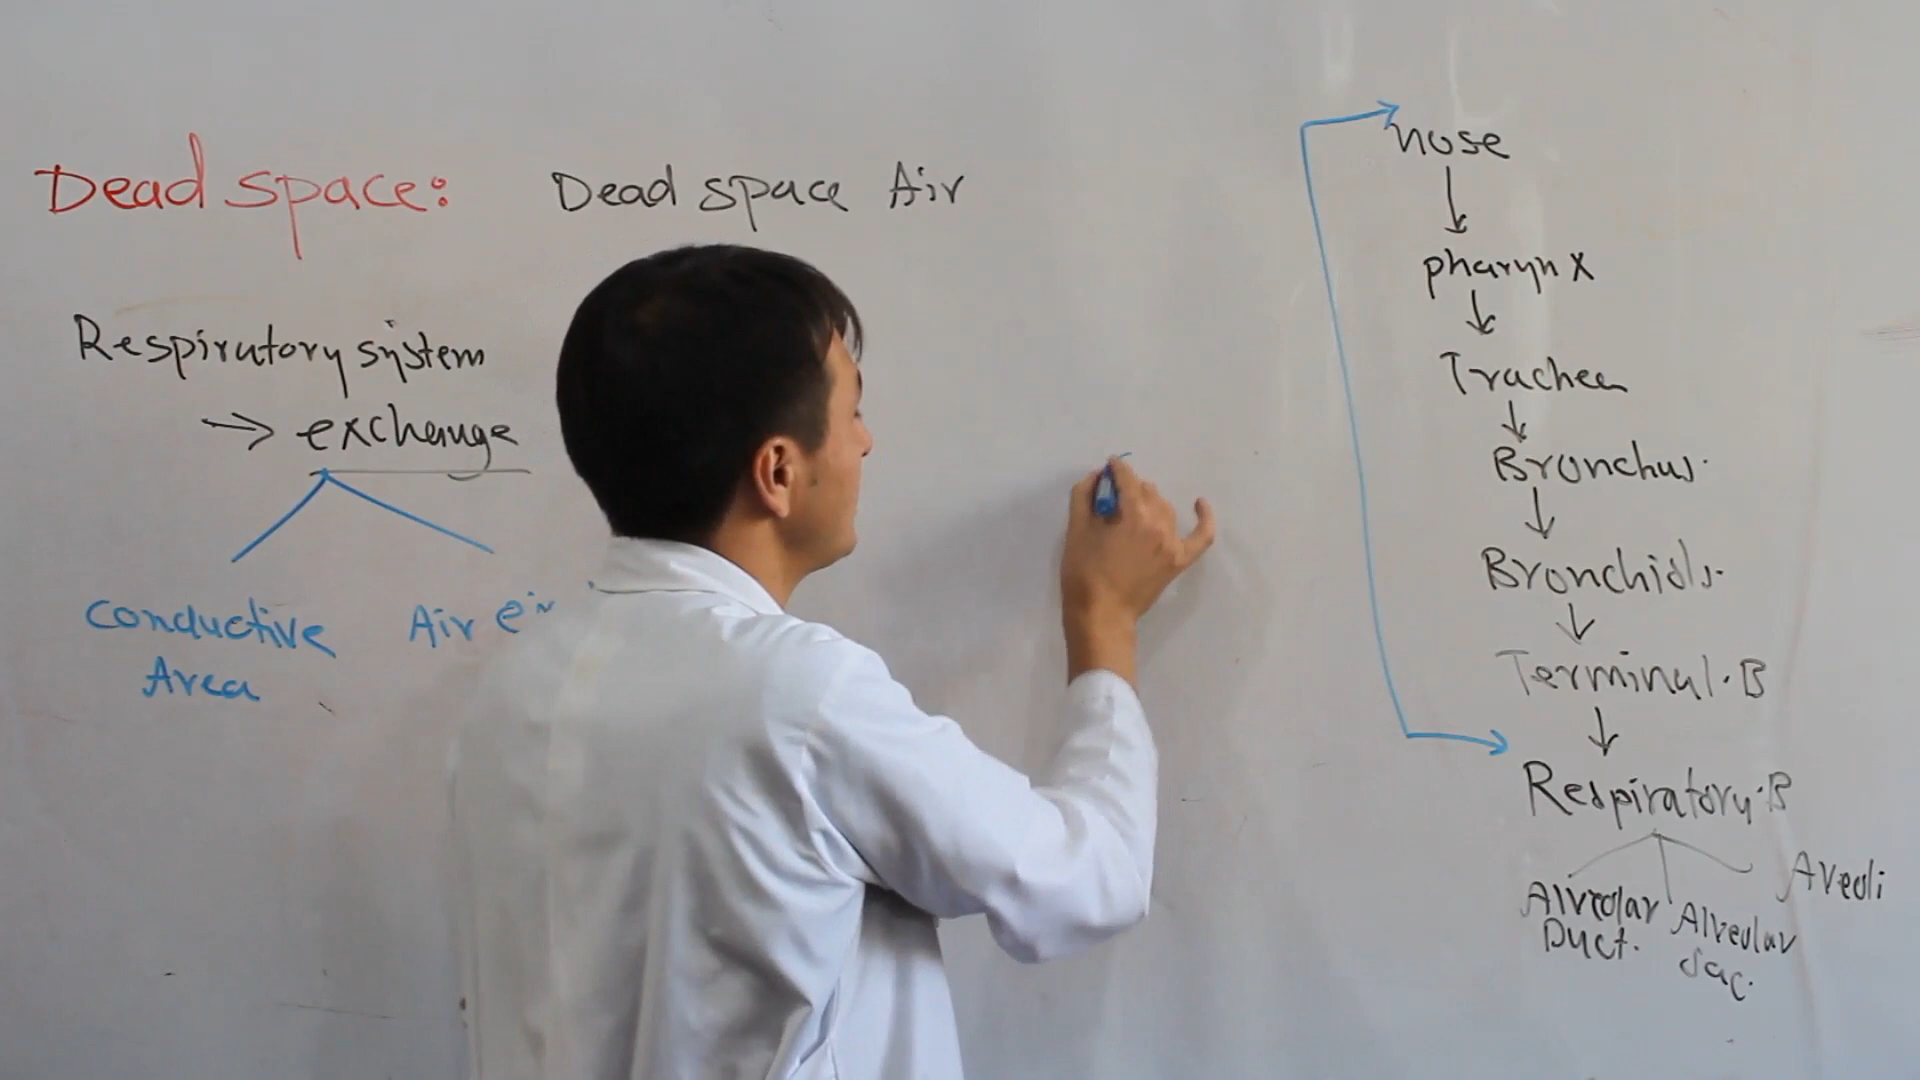 Dead space:
Dead space Air
Respiratory system
→ exchange
Conductive
Area
Air
nose
↓
pharynx
↓
Trachea
↓
Bronchus.
↓
↓
Terminal. B
↓
Respiratory. B
Alveolar
Duct.
Alveolar
Sac.
Aveoli